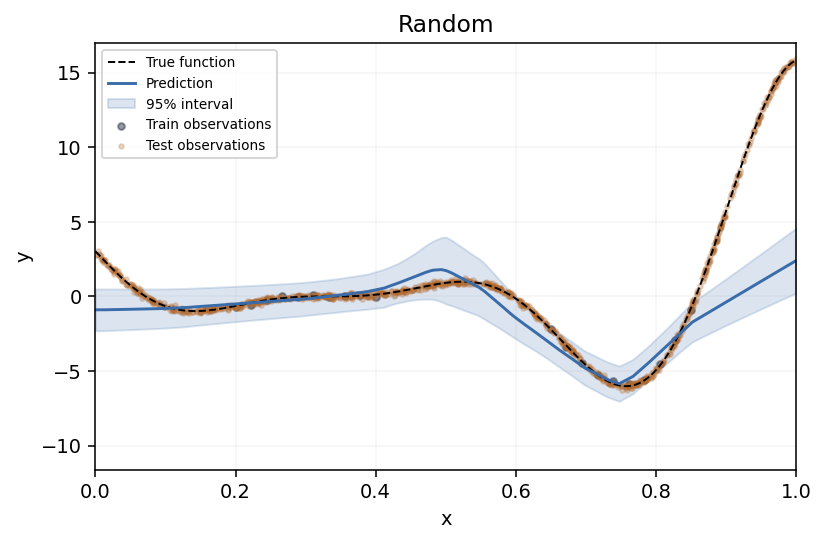 Random
True function
Prediction
95% interval
Train observations
Test observations
15
10
5
0
−5
−10
y
0.0
0.2
0.4
0.6
0.8
1.0
x